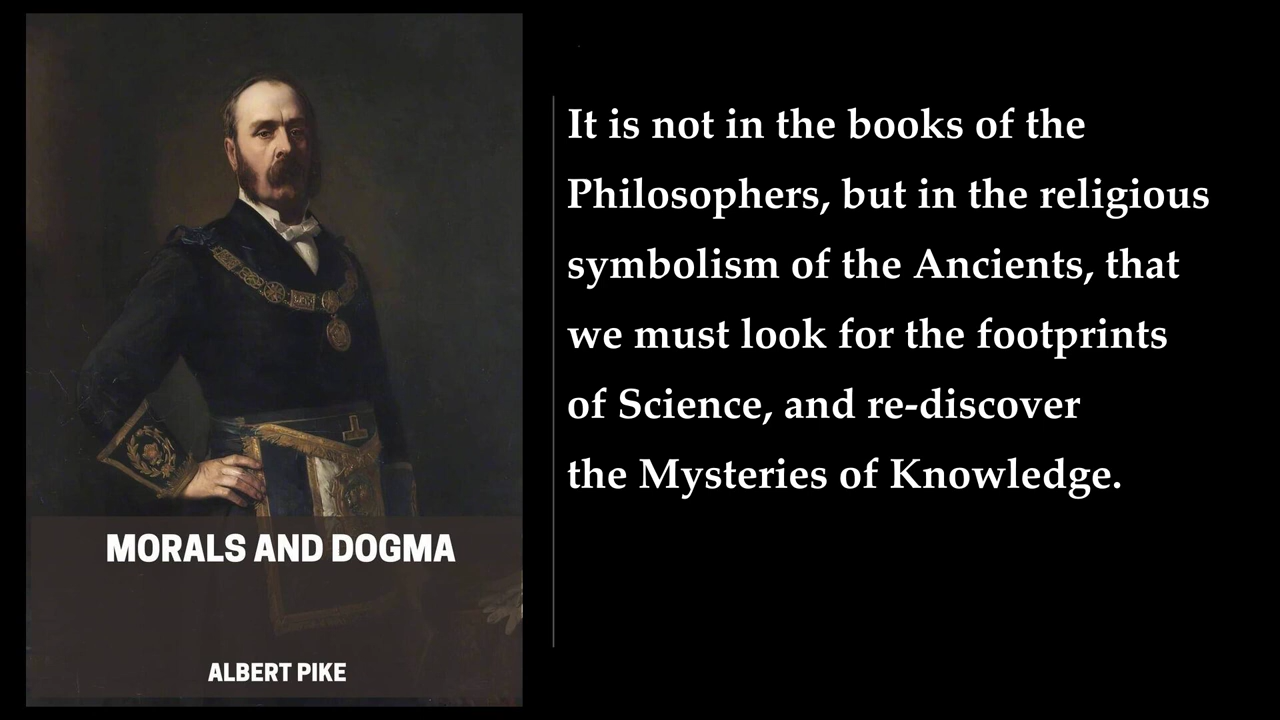 MORALS AND DOGMA
ALBERT PIKE
It is not in the books of the
Philosophers, but in the religious
symbolism of the Ancients, that
we must look for the footprints
of Science, and re-discover
the Mysteries of Knowledge.